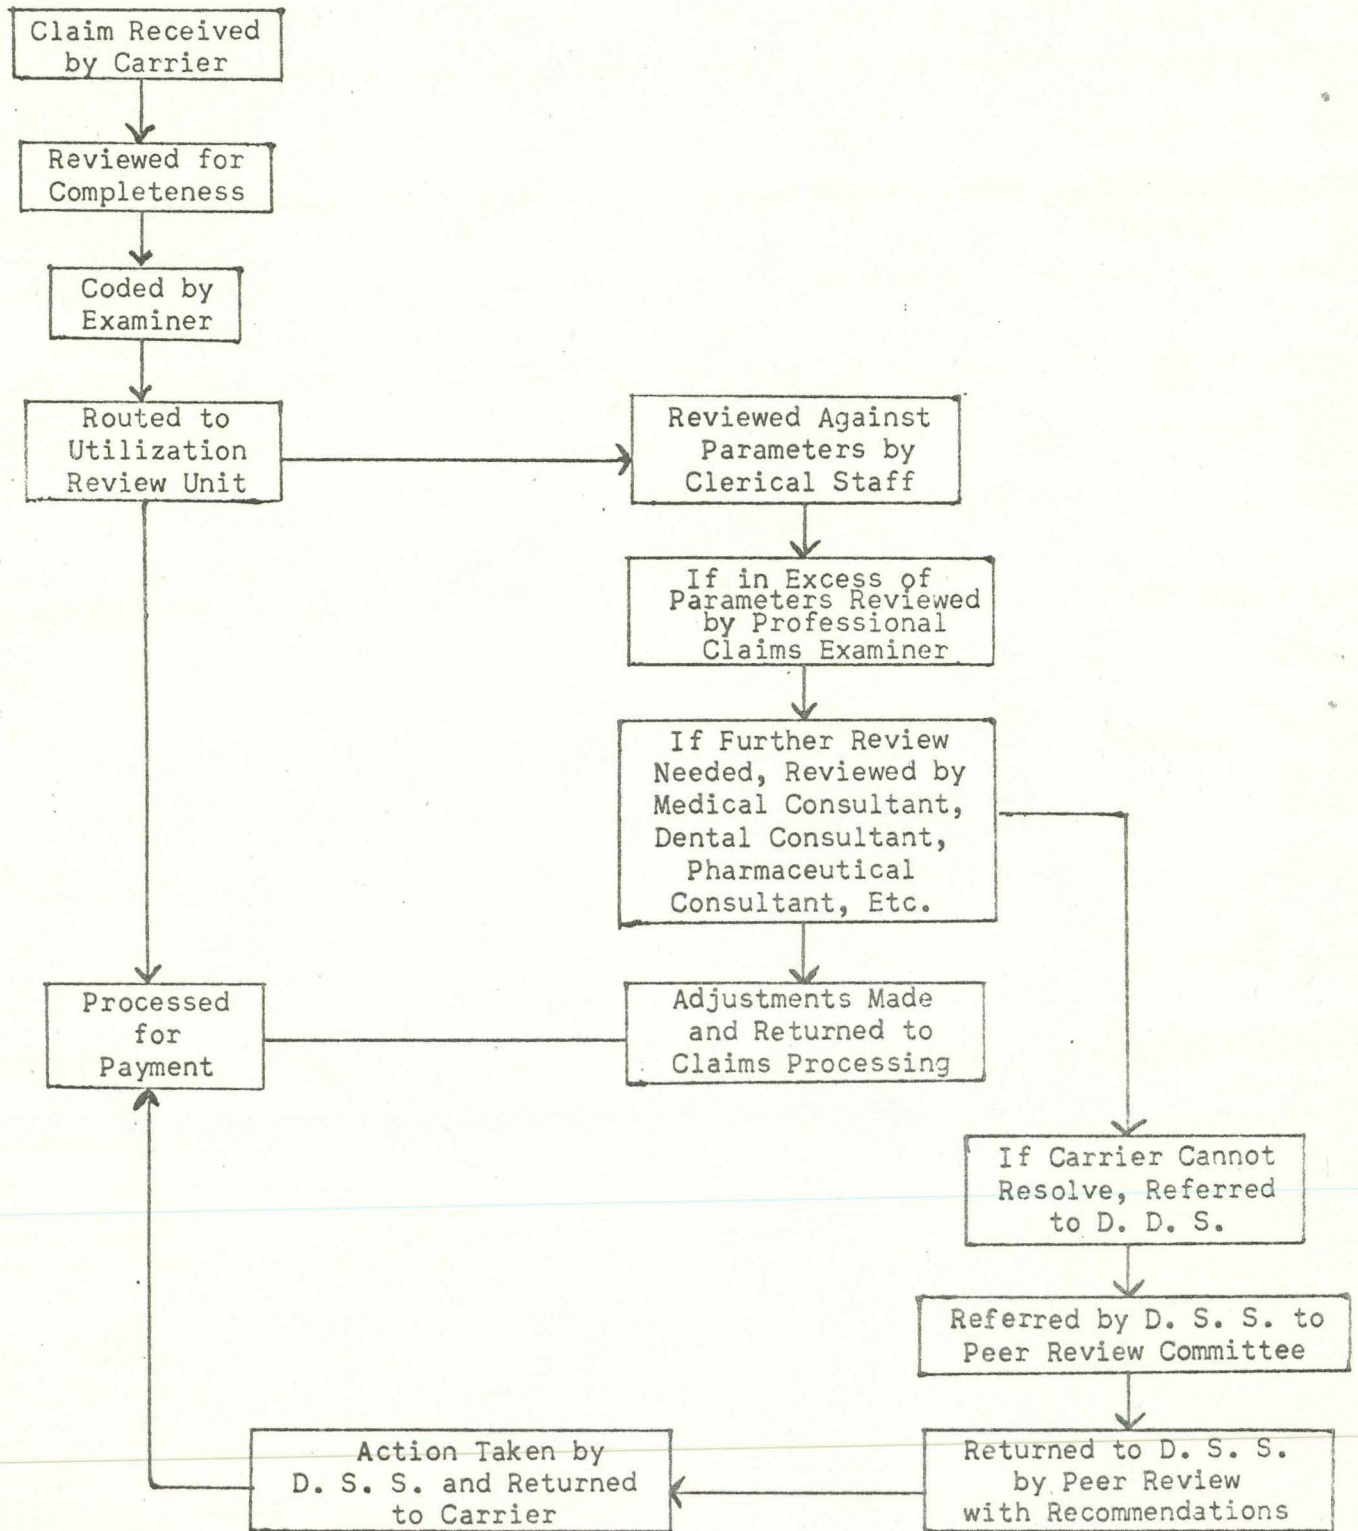 Claim Received
by Carrier
Reviewed for
Completeness
Coded by
Examiner
Routed to
Utilization
Review Unit
Reviewed Against
Parameters by
Clerical Staff
If in Excess of
Parameters Reviewed
by Professional
Claims Examiner
If Further Review
Needed, Reviewed by
Medical Consultant,
Dental Consultant,
Pharmaceutical
Consultant, Etc.
Processed
for
Payment
Adjustments Made
and Returned to
Claims Processing
If Carrier Cannot
Resolve, Referred
to D. D. S.
Referred by D. S. S. to
Peer Review Committee
Returned to D. S. S.
by Peer Review
with Recommendations
Action Taken by
D. S. S. and Returned
to Carrier